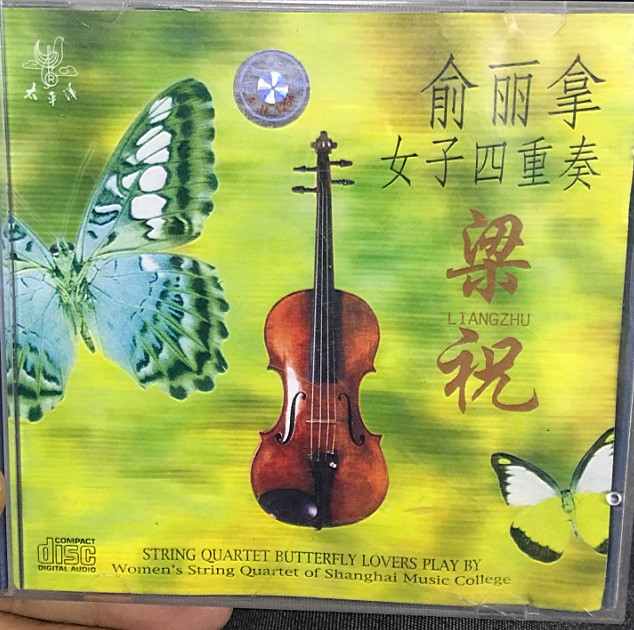 太平洋
俞丽拿
女子四重奏
梁
LIANGZHU
祝
COMPACT
disc
DIGITAL AUDIO
STRING QUARTET BUTTERFLY LOVERS PLAY BY
Women's String Quartet of Shanghai Music College